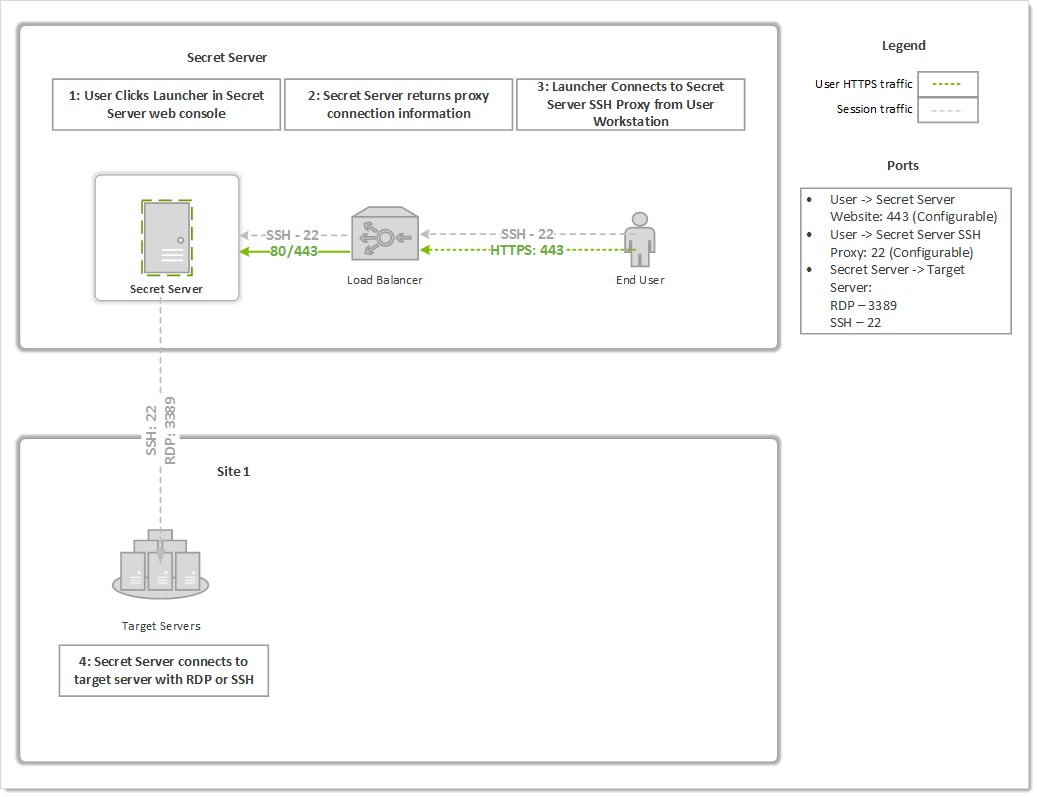 Secret Server
1: User Clicks Launcher in Secret
Server web console
2: Secret Server returns proxy
connection information
3: Launcher Connects to Secret
Server SSH Proxy from User
Workstation
Legend
User HTTPS traffic
Session traffic
Ports
• User -> Secret Server
Website: 443 (Configurable)
• User -> Secret Server SSH
Proxy: 22 (Configurable)
• Secret Server -> Target
Server:
RDP – 3389
SSH – 22
SSH - 22
80/443
SSH - 22
HTTPS: 443
Secret Server
Load Balancer
End User
SSH: 22
RDP: 3389
Site 1
Target Servers
4: Secret Server connects to
target server with RDP or SSH